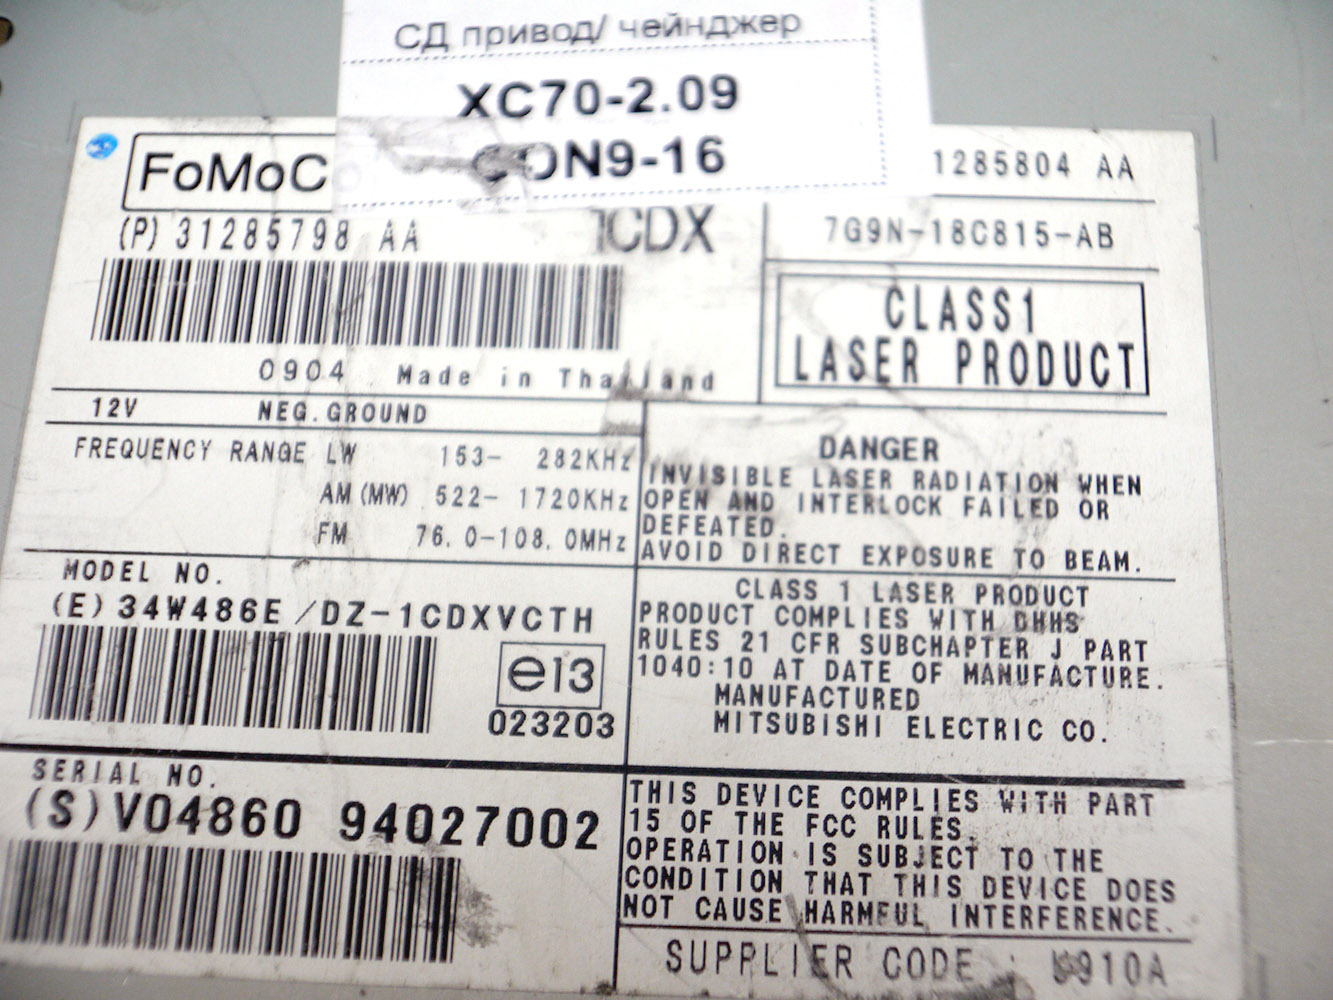 СД привод/ чейнджер
XC70-2.09
CON9-16
FoMoCo
1285804 AA
(P) 31285798 AA
1CDX
7G9N-18C815-AB
CLASS1
LASER PRODUCT
0904 Made in Thailand
12V NEG.GROUND
FREQUENCY RANGE LW 153- 282KHz
AM (MW) 522- 1720KHz
FM 76.0-108.0MHz
DANGER
INVISIBLE LASER RADIATION WHEN
OPEN AND INTERLOCK FAILED OR
DEFEATED.
AVOID DIRECT EXPOSURE TO BEAM.
MODEL NO.
(E) 34W486E /DZ-1CDXVCTH
e13
023203
CLASS 1 LASER PRODUCT
PRODUCT COMPLIES WITH DHHS
RULES 21 CFR SUBCHAPTER J PART
1040:10 AT DATE OF MANUFACTURE.
MANUFACTURED
MITSUBISHI ELECTRIC CO.
SERIAL NO.
(S) V04860 94027002
THIS DEVICE COMPLIES WITH PART
15 OF THE FCC RULES.
OPERATION IS SUBJECT TO THE
CONDITION THAT THIS DEVICE DOES
NOT CAUSE HARMFUL INTERFERENCE.
SUPPLIER CODE :